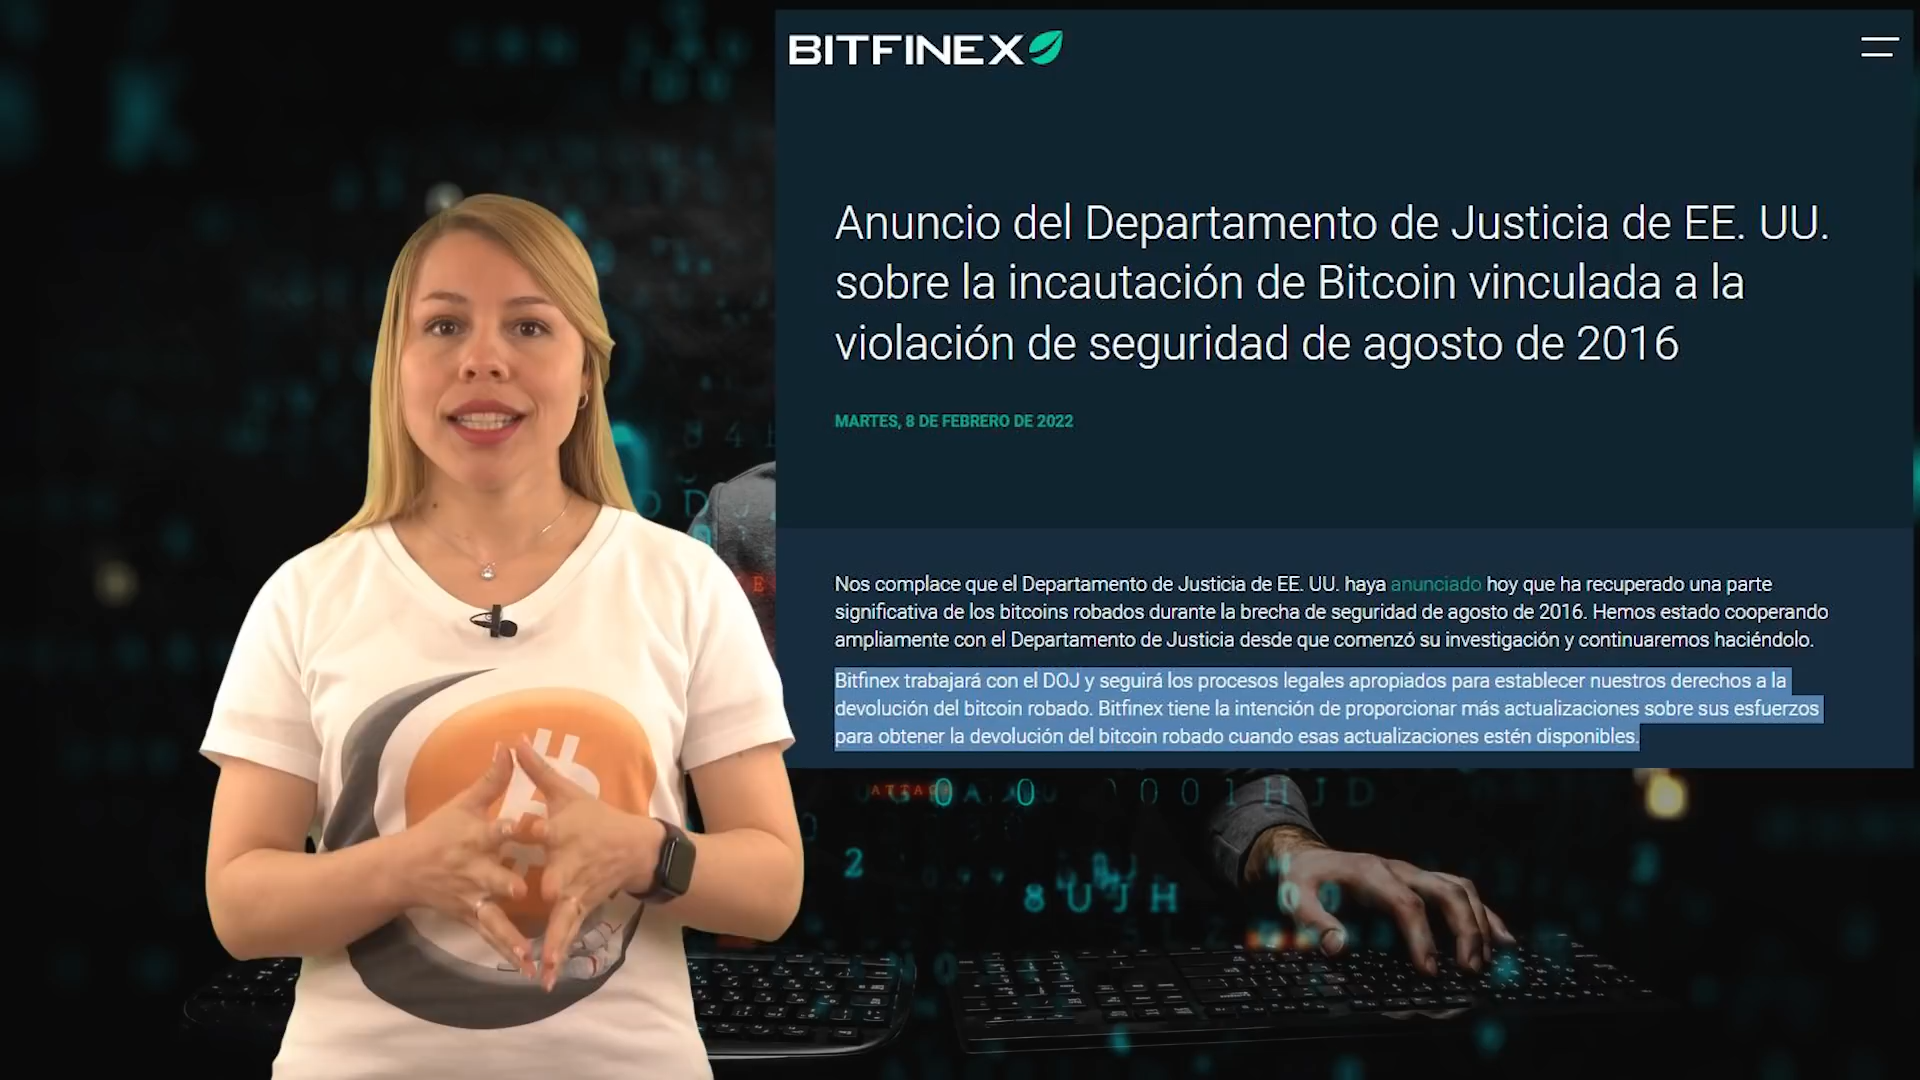 BITFINEX
Anuncio del Departamento de Justicia de EE. UU.
sobre la incautación de Bitcoin vinculada a la
violación de seguridad de agosto de 2016
MARTES, 8 DE FEBRERO DE 2022
Nos complace que el Departamento de Justicia de EE. UU. haya anunciado hoy que ha recuperado una parte
significativa de los bitcoins robados durante la brecha de seguridad de agosto de 2016. Hemos estado cooperando
ampliamente con el Departamento de Justicia desde que comenzó su investigación y continuaremos haciéndolo.
Bitfinex trabajará con el DOJ y seguirá los procesos legales apropiados para establecer nuestros derechos a la
devolución del bitcoin robado. Bitfinex tiene la intención de proporcionar más actualizaciones sobre sus esfuerzos
para obtener la devolución del bitcoin robado cuando esas actualizaciones estén disponibles.
8UJH